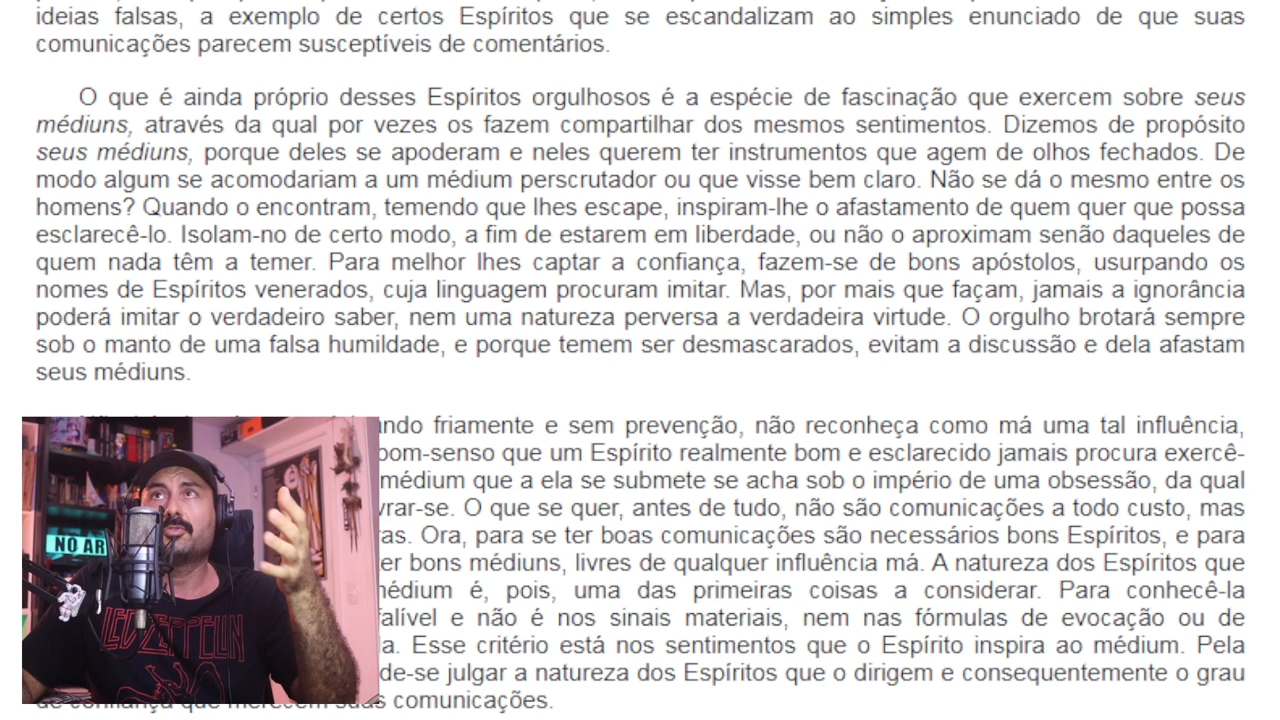 ideias falsas, a exemplo de certos Espíritos que se escandalizam ao simples enunciado de que suas
comunicações parecem susceptíveis de comentários.
O que é ainda próprio desses Espíritos orgulhosos é a espécie de fascinação que exercem sobre seus
médiuns, através da qual por vezes os fazem compartilhar dos mesmos sentimentos. Dizemos de propósito
seus médiuns, porque deles se apoderam e neles querem ter instrumentos que agem de olhos fechados. De
modo algum se acomodariam a um médium perscrutador ou que visse bem claro. Não se dá o mesmo entre os
homens? Quando o encontram, temendo que lhes escape, inspiram-lhe o afastamento de quem quer que possa
esclarecê-lo. Isolam-no de certo modo, a fim de estarem em liberdade, ou não o aproximam senão daqueles de
quem nada têm a temer. Para melhor lhes captar a confiança, fazem-se de bons apóstolos, usurpando os
nomes de Espíritos venerados, cuja linguagem procuram imitar. Mas, por mais que façam, jamais a ignorância
poderá imitar o verdadeiro saber, nem uma natureza perversa a verdadeira virtude. O orgulho brotará sempre
sob o manto de uma falsa humildade, e porque temem ser desmascarados, evitam a discussão e dela afastam
seus médiuns.
ando friamente e sem prevenção, não reconheça como má uma tal influência,
bom-senso que um Espírito realmente bom e esclarecido jamais procura exercê-
médium que a ela se submete se acha sob o império de uma obsessão, da qual
vrar-se. O que se quer, antes de tudo, não são comunicações a todo custo, mas
ras. Ora, para se ter boas comunicações são necessários bons Espíritos, e para
ter bons médiuns, livres de qualquer influência má. A natureza dos Espíritos que
médium é, pois, uma das primeiras coisas a considerar. Para conhecê-la
falível e não é nos sinais materiais, nem nas fórmulas de evocação ou de
la. Esse critério está nos sentimentos que o Espírito inspira ao médium. Pela
de-se julgar a natureza dos Espíritos que o dirigem e consequentemente o grau
de confiança que merecem suas comunicações.
NO AR
LED ZEPPELIN